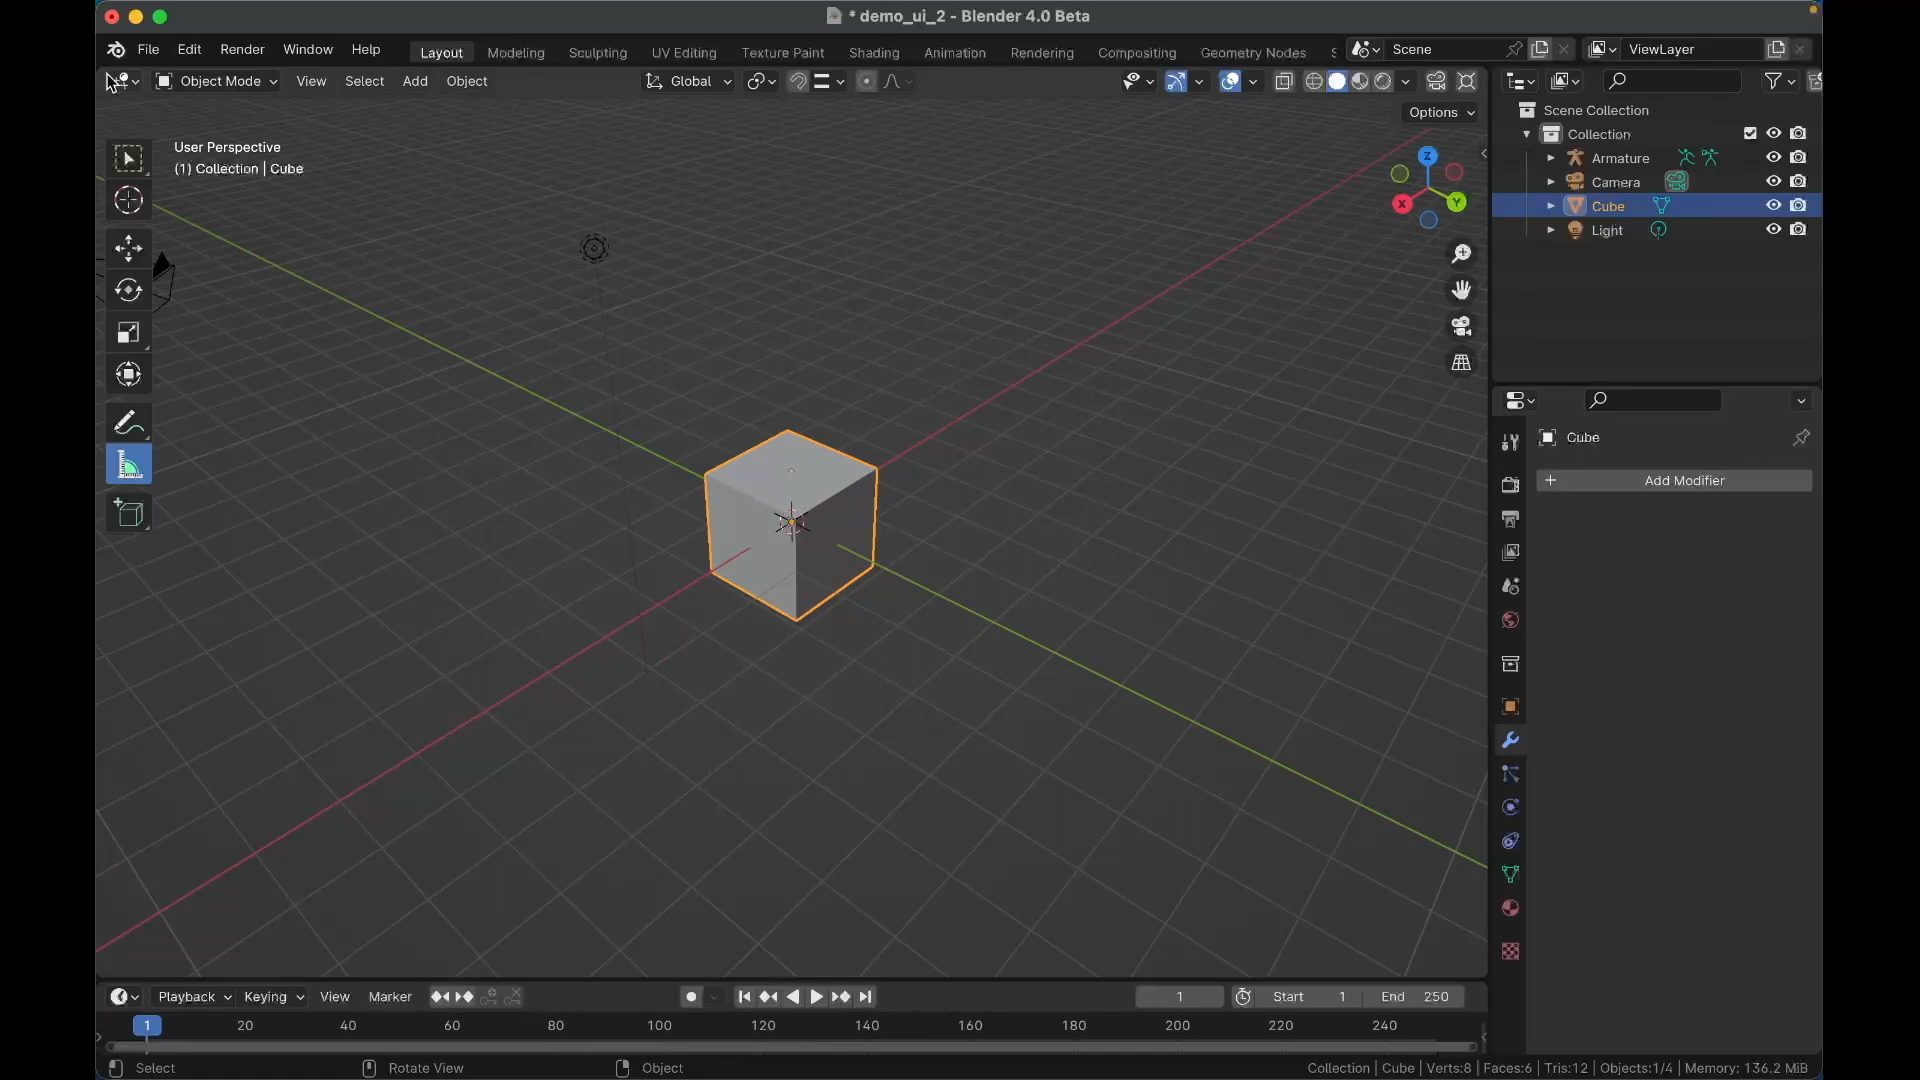 * demo_ui_2 - Blender 4.0 Beta
File Edit Render Window Help Layout Modeling Sculpting UV Editing Texture Paint Shading Animation Rendering Compositing Geometry Nodes S Scene ViewLayer
Object Mode View Select Add Object Global
Options
User Perspective
(1) Collection | Cube
Z
X
Y
Scene Collection
Collection
Armature
Camera
Cube
Light
Cube
+ Add Modifier
Playback Keying View Marker 1 Start 1 End 250
1 20 40 60 80 100 120 140 160 180 200 220 240
Select Rotate View Object Collection | Cube | Verts:8 | Faces:6 | Tris:12 | Objects:1/4 | Memory: 136.2 MiB